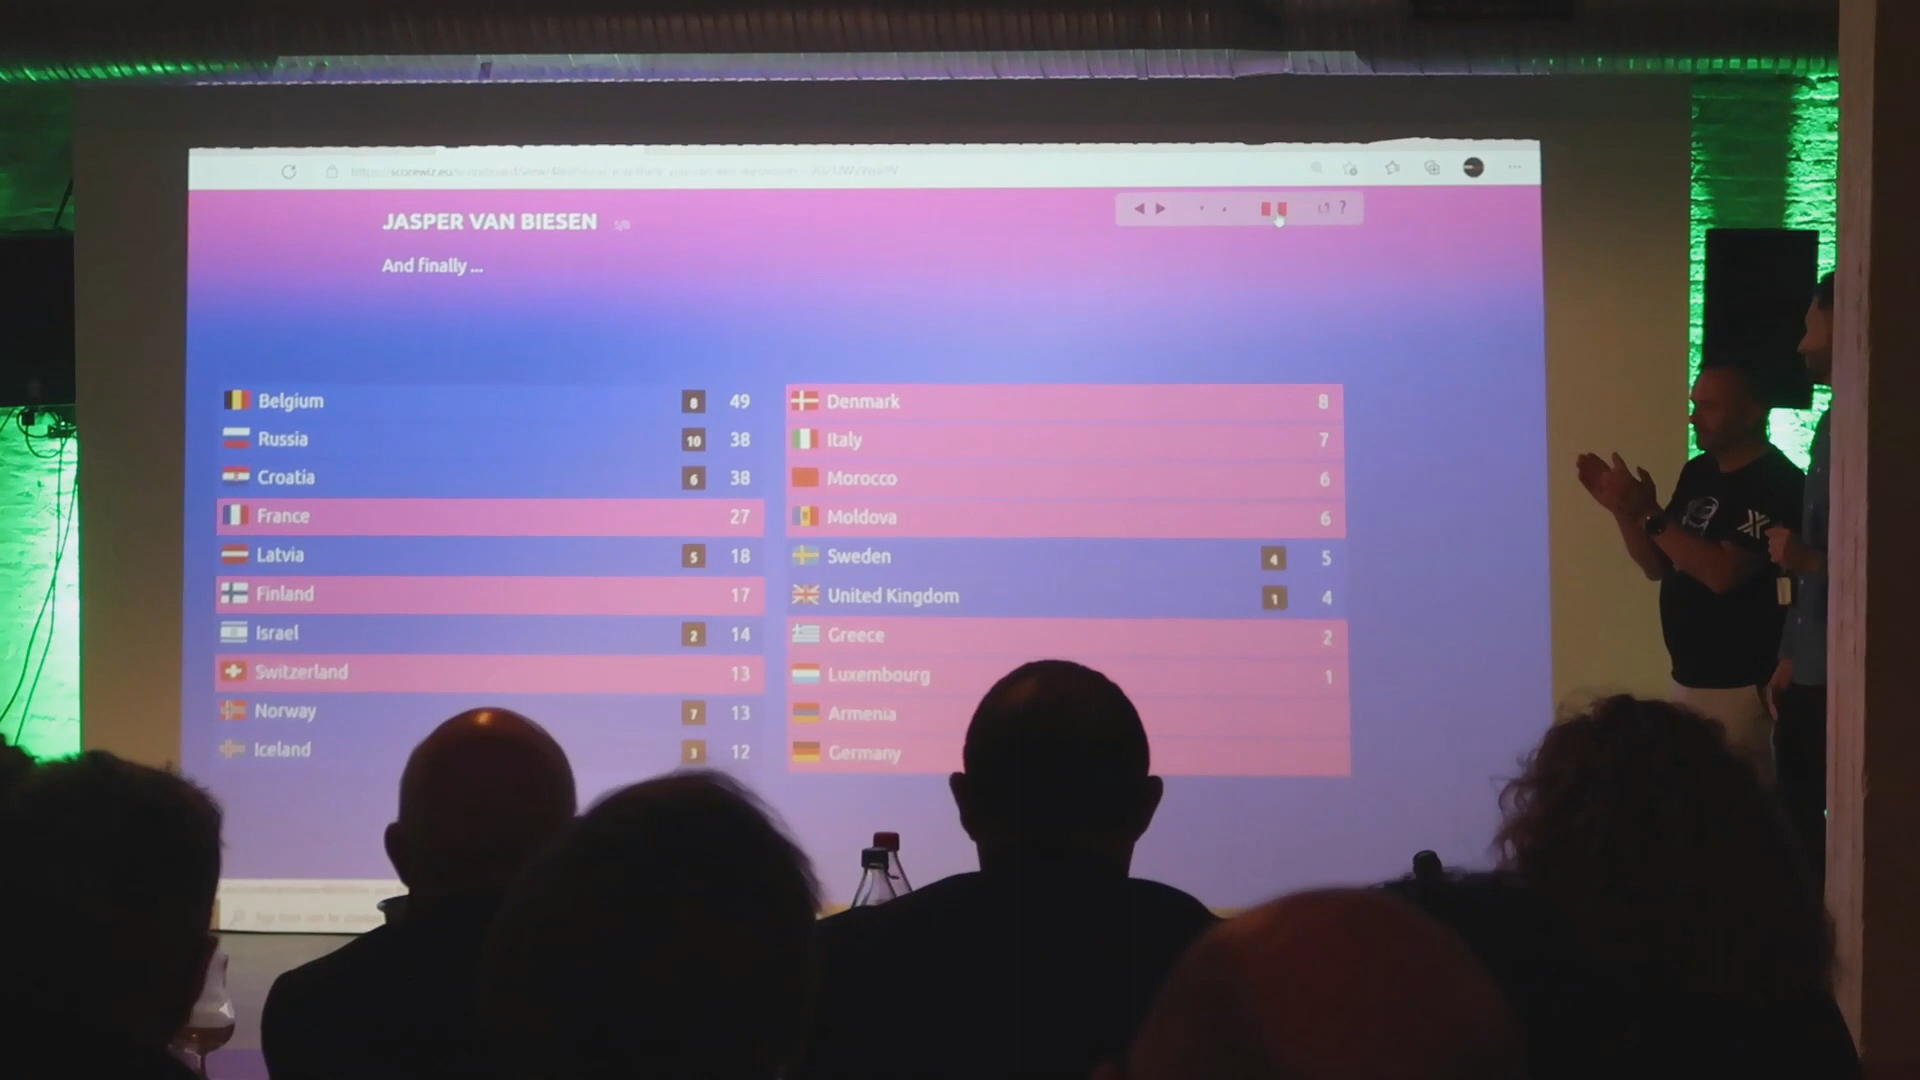 JASPER VAN BIESEN 5/8
And finally ...
Belgium 8 49
Russia 10 38
Croatia 6 38
France 27
Latvia 5 18
Finland 17
Israel 2 14
Switzerland 13
Norway 7 13
Iceland 3 12
Denmark 8
Italy 7
Morocco 6
Moldova 6
Sweden 4 5
United Kingdom 1 4
Greece 2
Luxembourg 1
Armenia
Germany